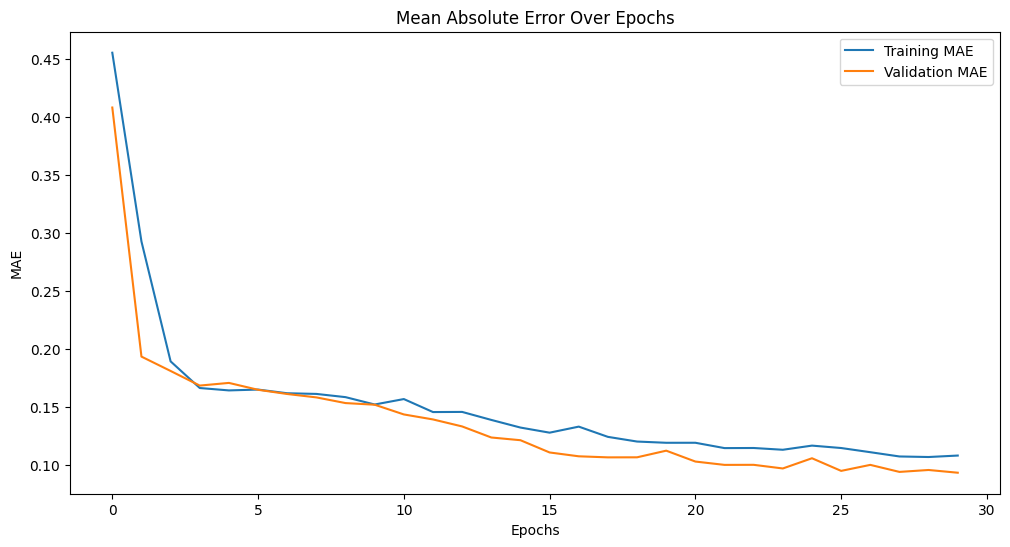 Mean Absolute Error Over Epochs
Training MAE
Validation MAE
MAE
0.45
0.40
0.35
0.30
0.25
0.20
0.15
0.10
0 5 10 15 20 25 30
Epochs